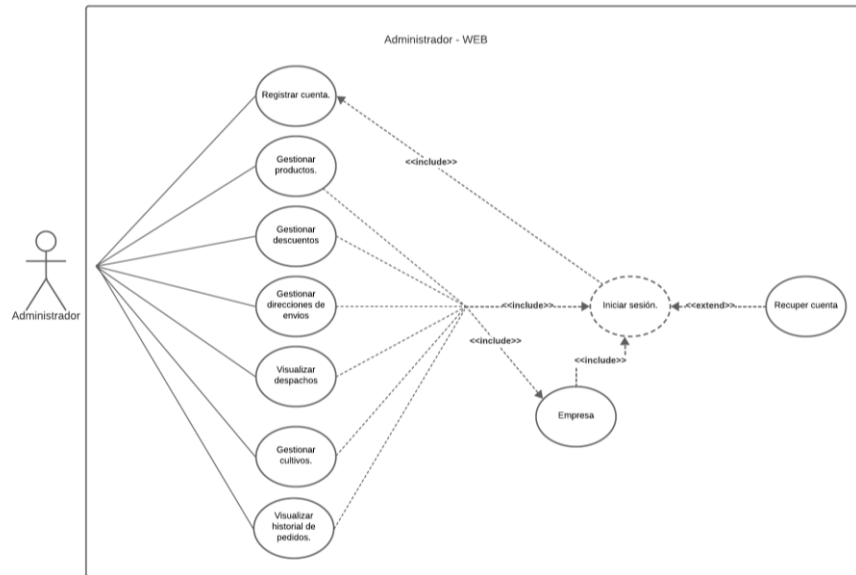 Administrador - WEB
Registrar cuenta.
<<include>>
Gestionar
productos.
Gestionar
descuentos
Administrador
Gestionar
direcciones de
envios
<<include>>
Iniciar sesión.
<<extend>>
Recuper cuenta
<<include>>
<<include>>
Visualizar
despachos
Empresa
Gestionar
cultivos.
Visualizar
historial de
pedidos.